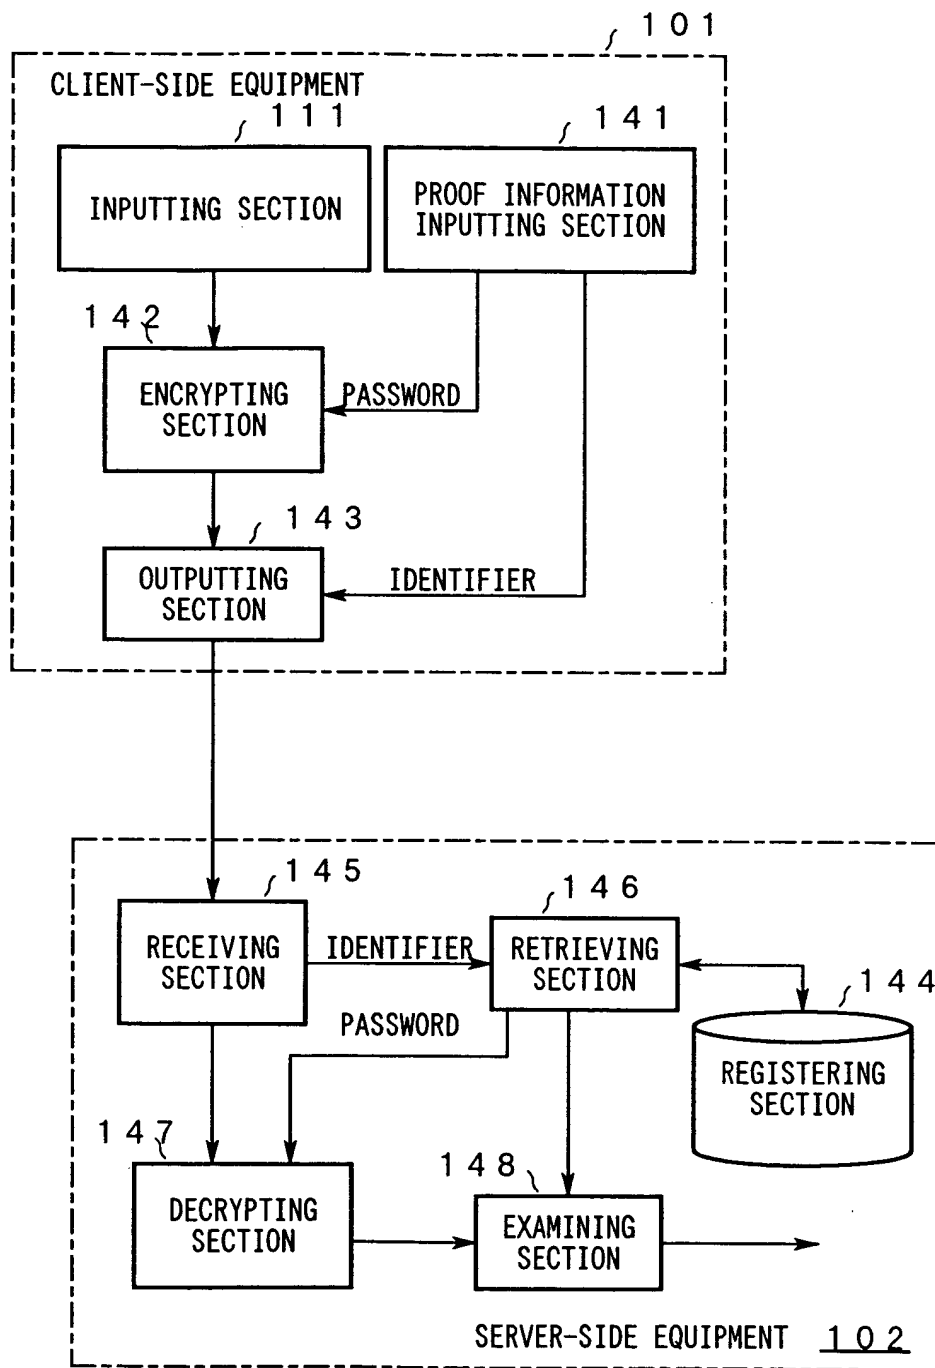 101
CLIENT-SIDE EQUIPMENT
111
141
INPUTTING SECTION
PROOF INFORMATION
INPUTTING SECTION
142
ENCRYPTING
SECTION
PASSWORD
143
OUTPUTTING
SECTION
IDENTIFIER
145
146
RECEIVING
SECTION
IDENTIFIER
RETRIEVING
SECTION
144
PASSWORD
REGISTERING
SECTION
147
148
DECRYPTING
SECTION
EXAMINING
SECTION
SERVER-SIDE EQUIPMENT 102